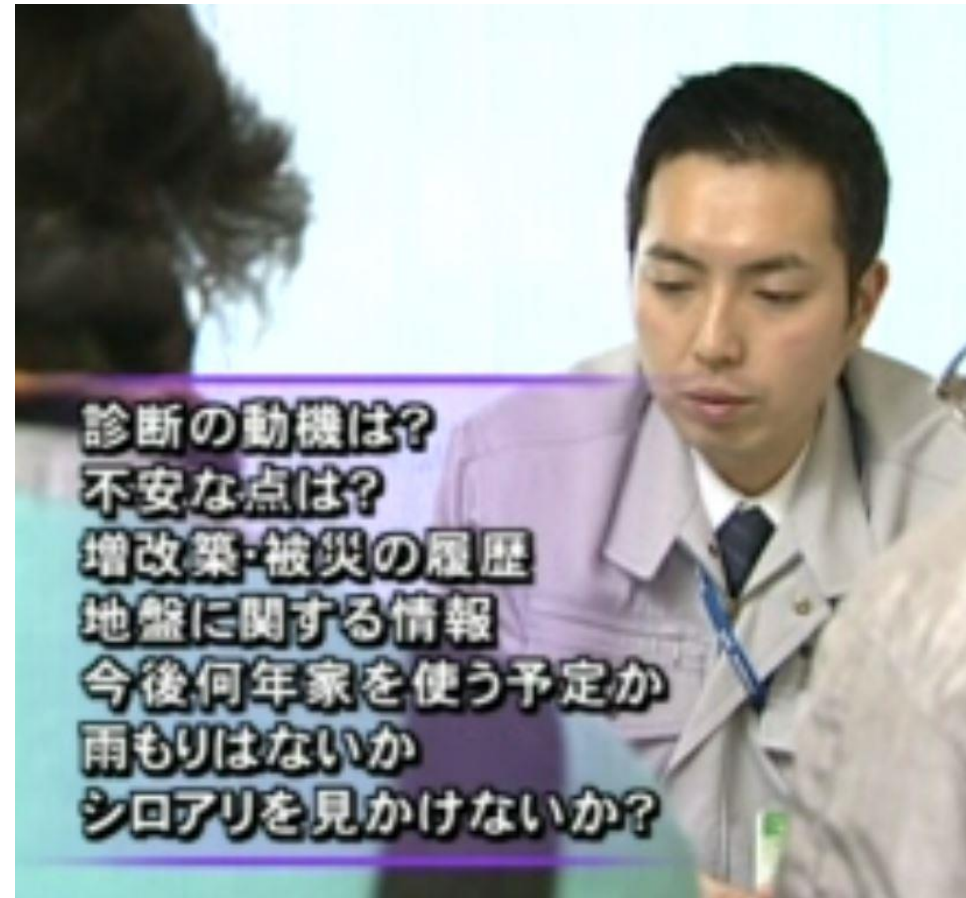 診断の動機は?
不安な点は?
増改築・被災の履歴
地盤に関する情報
今後何年家を使う予定か
雨もりはないか
シロアリを見かけないか?